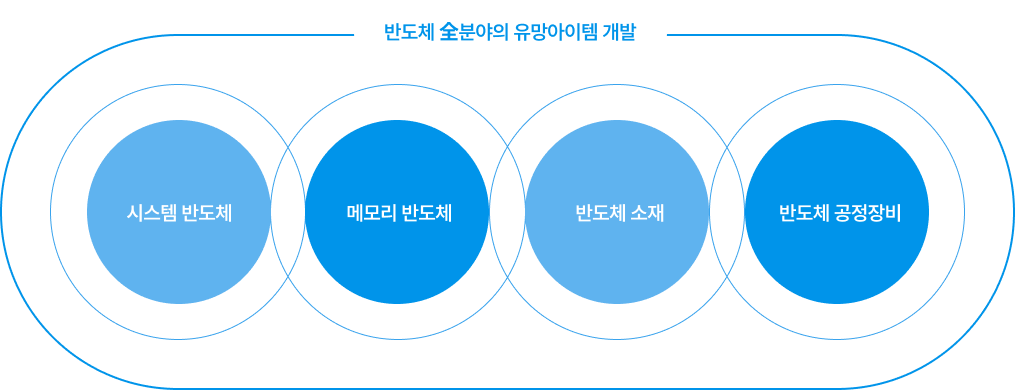 반도체 全분야의 유망아이템 개발
시스템 반도체
메모리 반도체
반도체 소재
반도체 공정장비